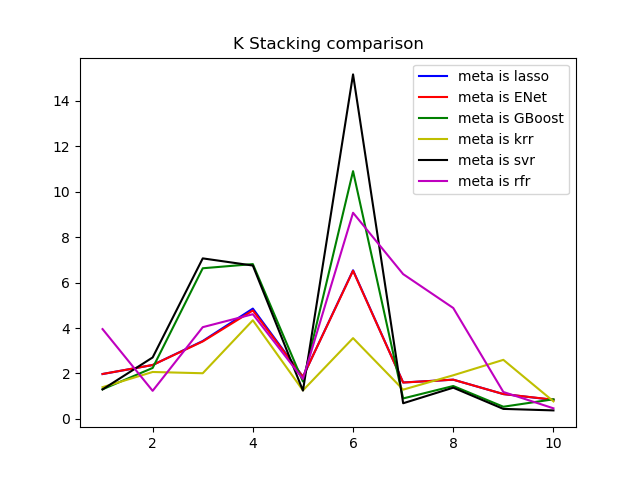 K Stacking comparison
meta is lasso
meta is ENet
meta is GBoost
meta is krr
meta is svr
meta is rfr
14
12
10
8
6
4
2
0
2 4 6 8 10